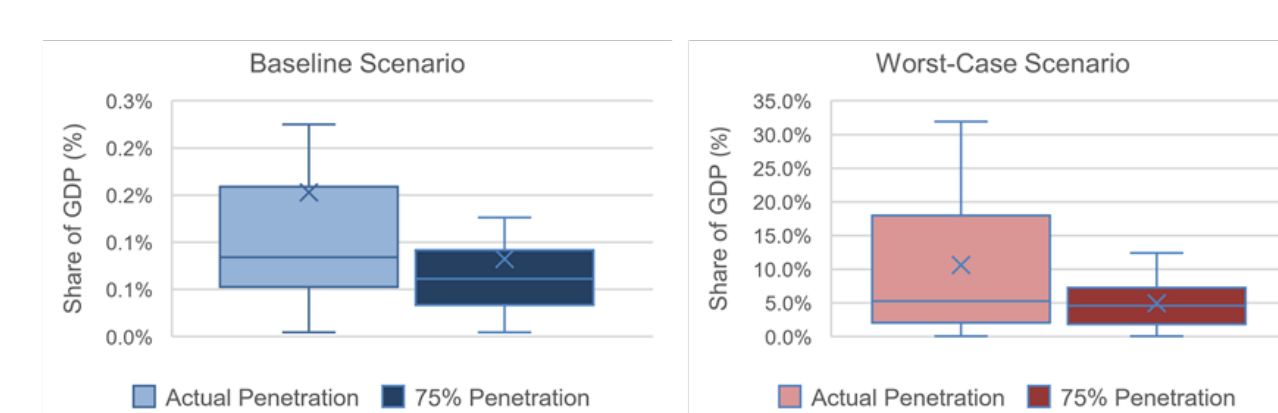 Baseline Scenario
Share of GDP (%)
0.3%
0.2%
0.2%
0.1%
0.1%
0.0%
Actual Penetration
75% Penetration
Worst-Case Scenario
Share of GDP (%)
35.0%
30.0%
25.0%
20.0%
15.0%
10.0%
5.0%
0.0%
Actual Penetration
75% Penetration